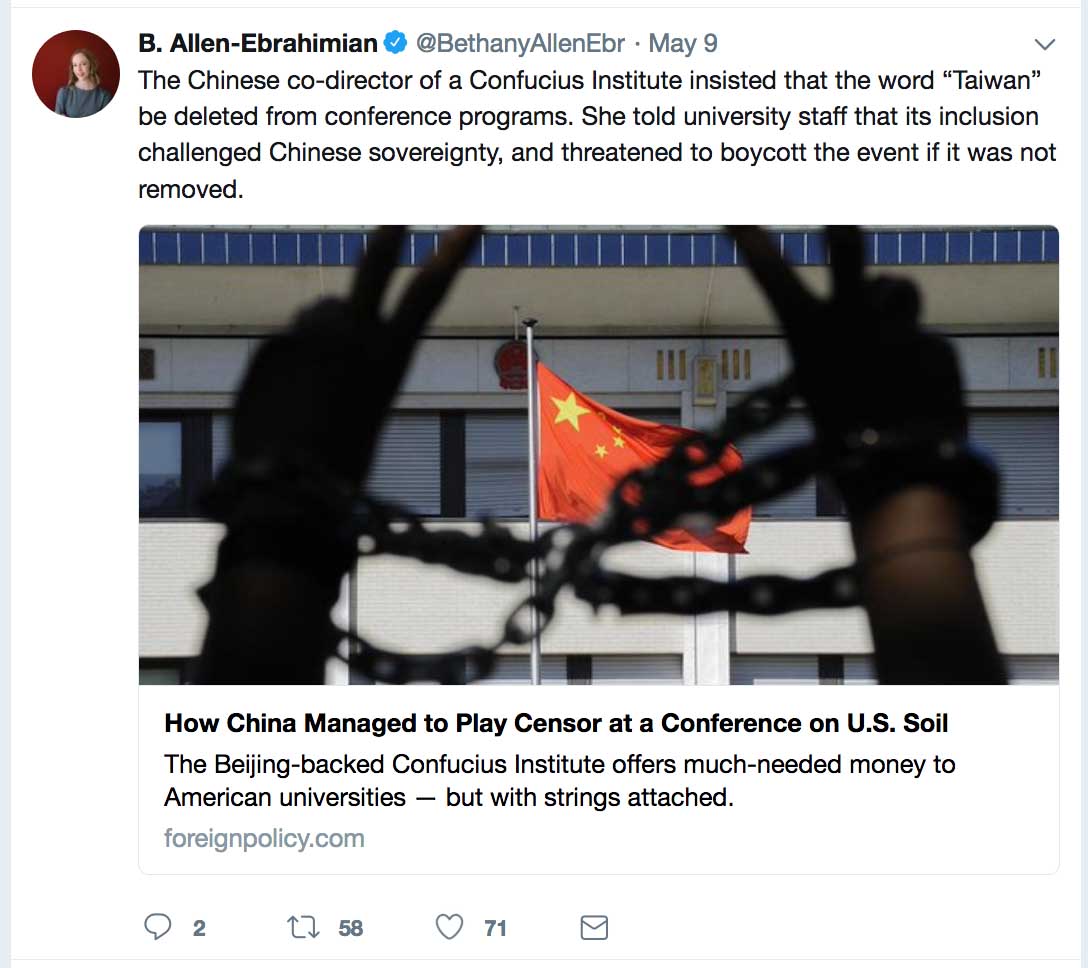 B. Allen-Ebrahimian @BethanyAllenEbr · May 9
The Chinese co-director of a Confucius Institute insisted that the word “Taiwan”
be deleted from conference programs. She told university staff that its inclusion
challenged Chinese sovereignty, and threatened to boycott the event if it was not
removed.
How China Managed to Play Censor at a Conference on U.S. Soil
The Beijing-backed Confucius Institute offers much-needed money to
American universities — but with strings attached.
foreignpolicy.com
2 58 71